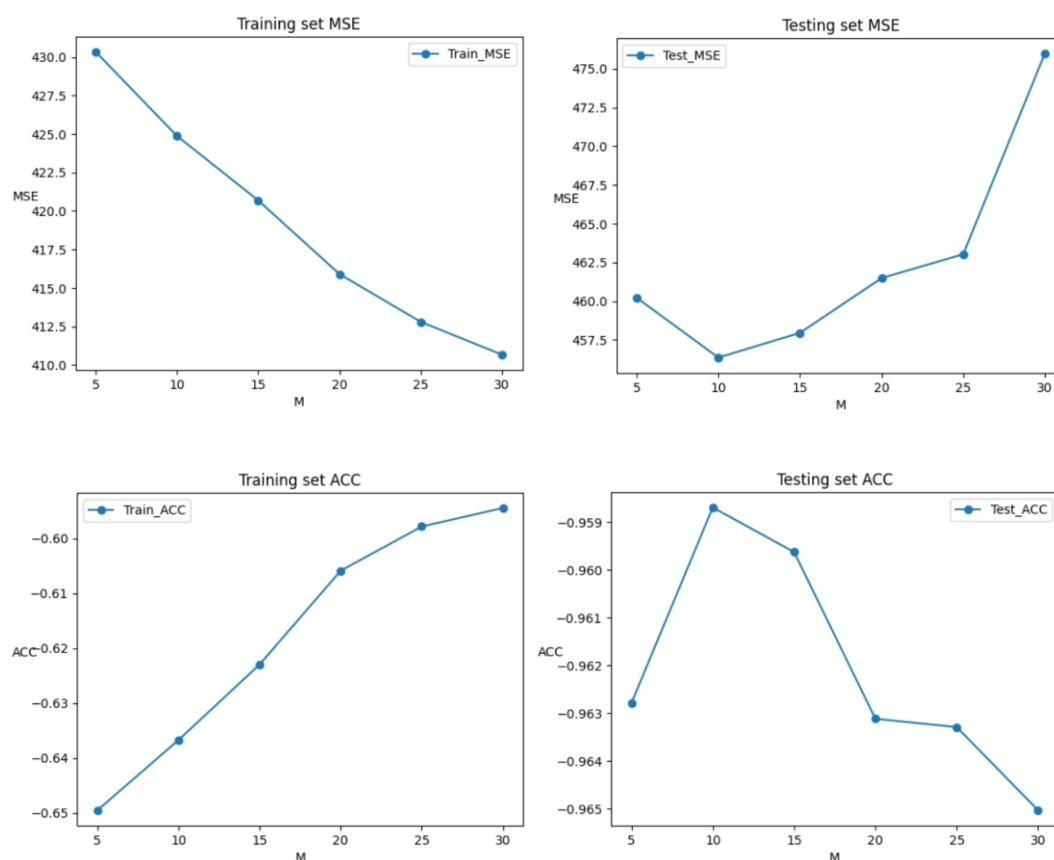 Training set MSE
Train_MSE
430.0
427.5
425.0
422.5
420.0
417.5
415.0
412.5
410.0
MSE
5 10 15 20 25 30
M
Testing set MSE
Test_MSE
475.0
472.5
470.0
467.5
465.0
462.5
460.0
457.5
MSE
5 10 15 20 25 30
M
Training set ACC
Train_ACC
−0.60
−0.61
−0.62
−0.63
−0.64
−0.65
ACC
5 10 15 20 25 30
M
Testing set ACC
Test_ACC
−0.959
−0.960
−0.961
−0.962
−0.963
−0.964
−0.965
ACC
5 10 15 20 25 30
M